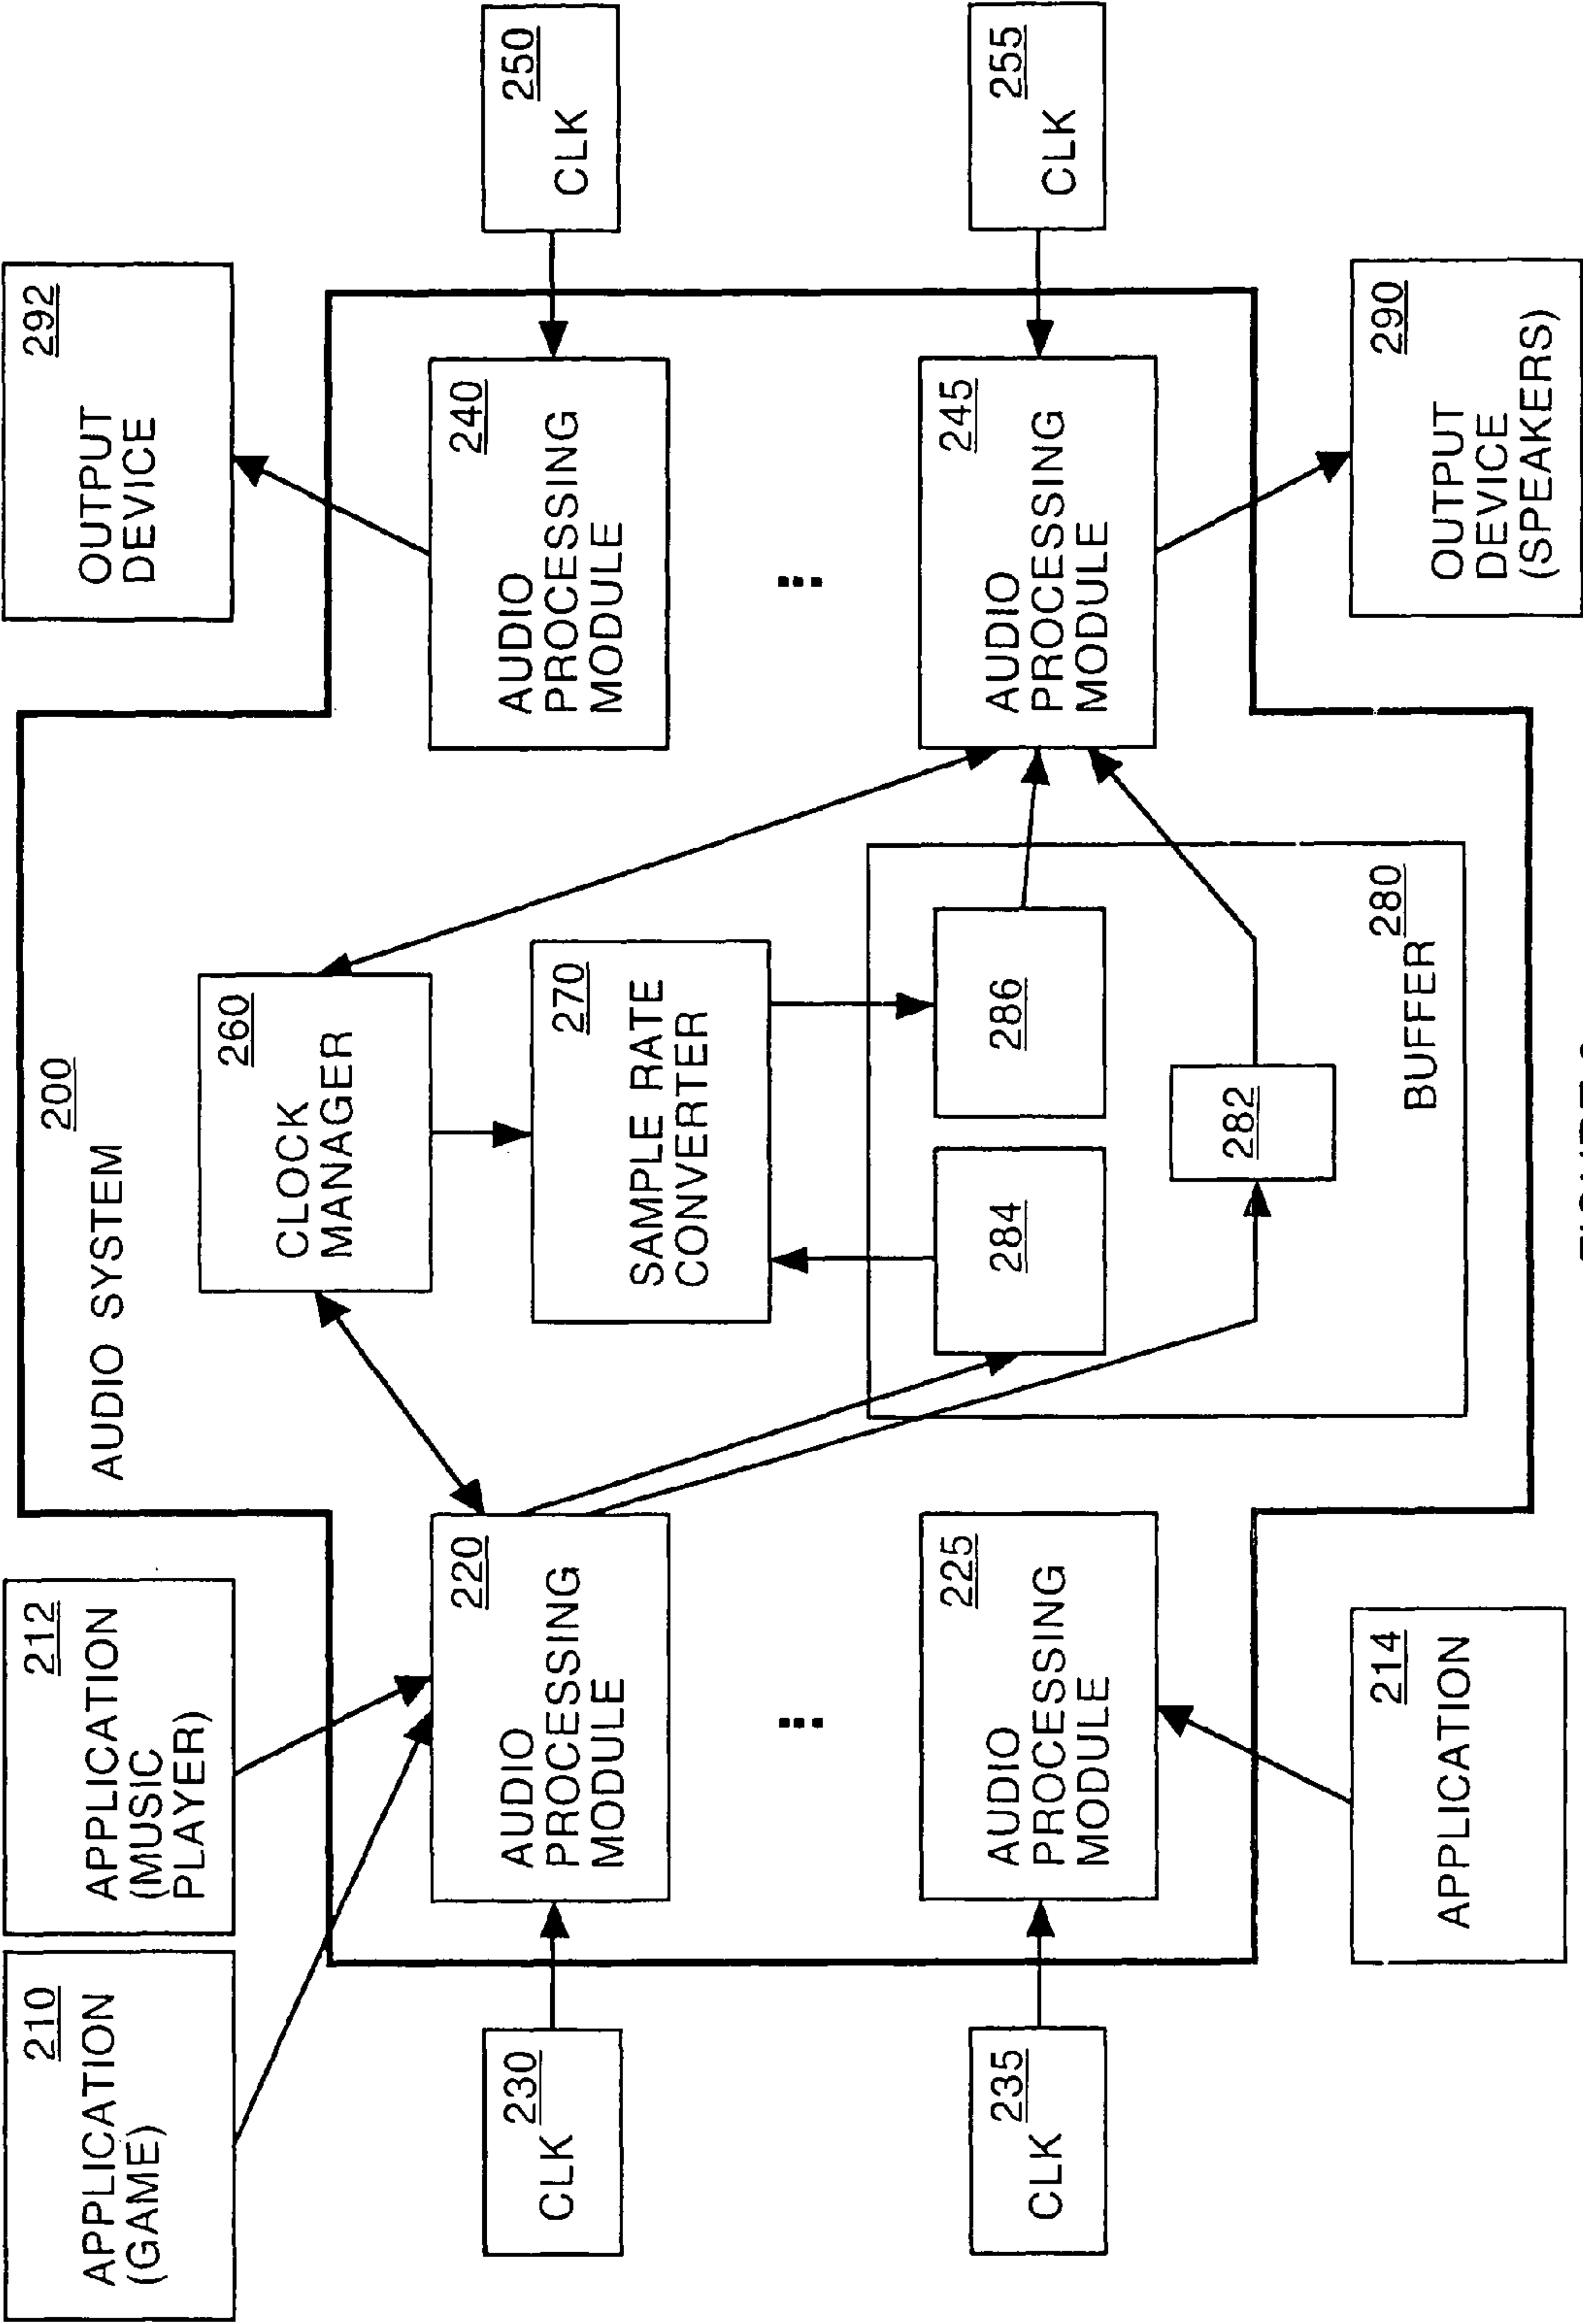 210
APPLICATION
(GAME)
212
APPLICATION
(MUSIC
PLAYER)
200
AUDIO SYSTEM
292
OUTPUT
DEVICE
230
CLK
220
AUDIO
PROCESSING
MODULE
260
CLOCK
MANAGER
240
AUDIO
PROCESSING
MODULE
250
CLK
270
SAMPLE RATE
CONVERTER
...
...
235
CLK
225
AUDIO
PROCESSING
MODULE
284
286
245
AUDIO
PROCESSING
MODULE
255
CLK
282
280
BUFFER
214
APPLICATION
290
OUTPUT
DEVICE
(SPEAKERS)